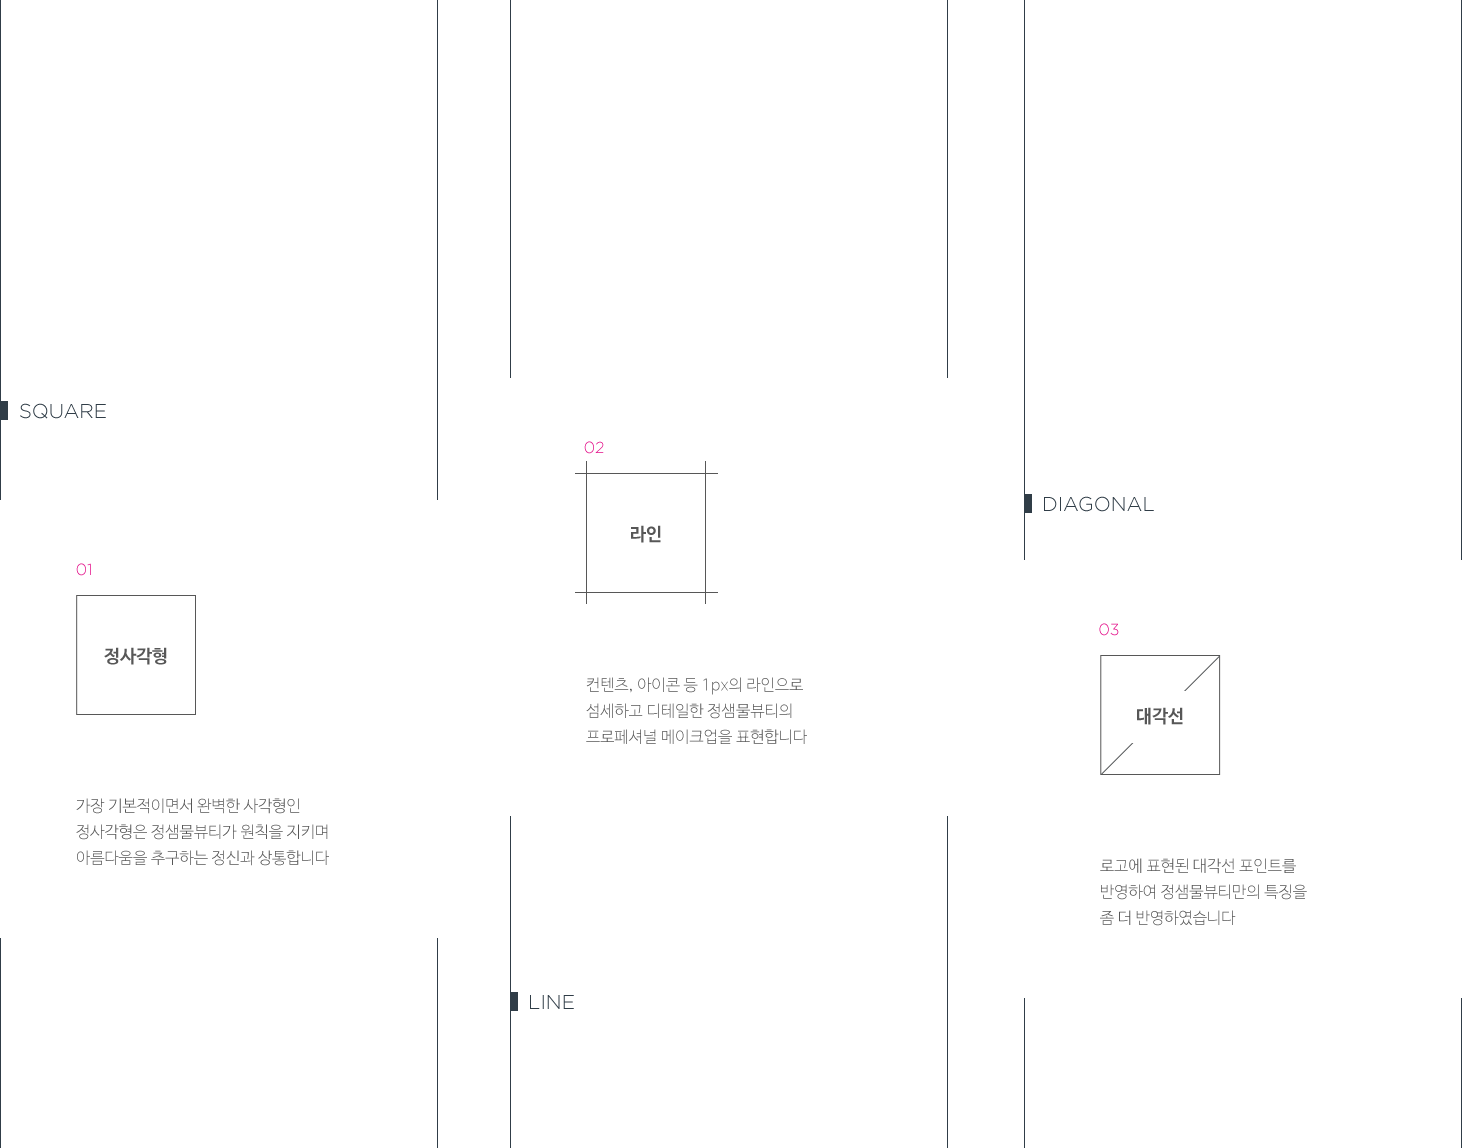 SQUARE
01
정사각형
가장 기본적이면서 완벽한 사각형인
정사각형은 정샘물뷰티가 원칙을 지키며
아름다움을 추구하는 정신과 상통합니다
02
라인
컨텐츠, 아이콘 등 1px의 라인으로
섬세하고 디테일한 정샘물뷰티의
프로페셔널 메이크업을 표현합니다
LINE
DIAGONAL
03
대각선
로고에 표현된 대각선 포인트를
반영하여 정샘물뷰티만의 특징을
좀 더 반영하였습니다